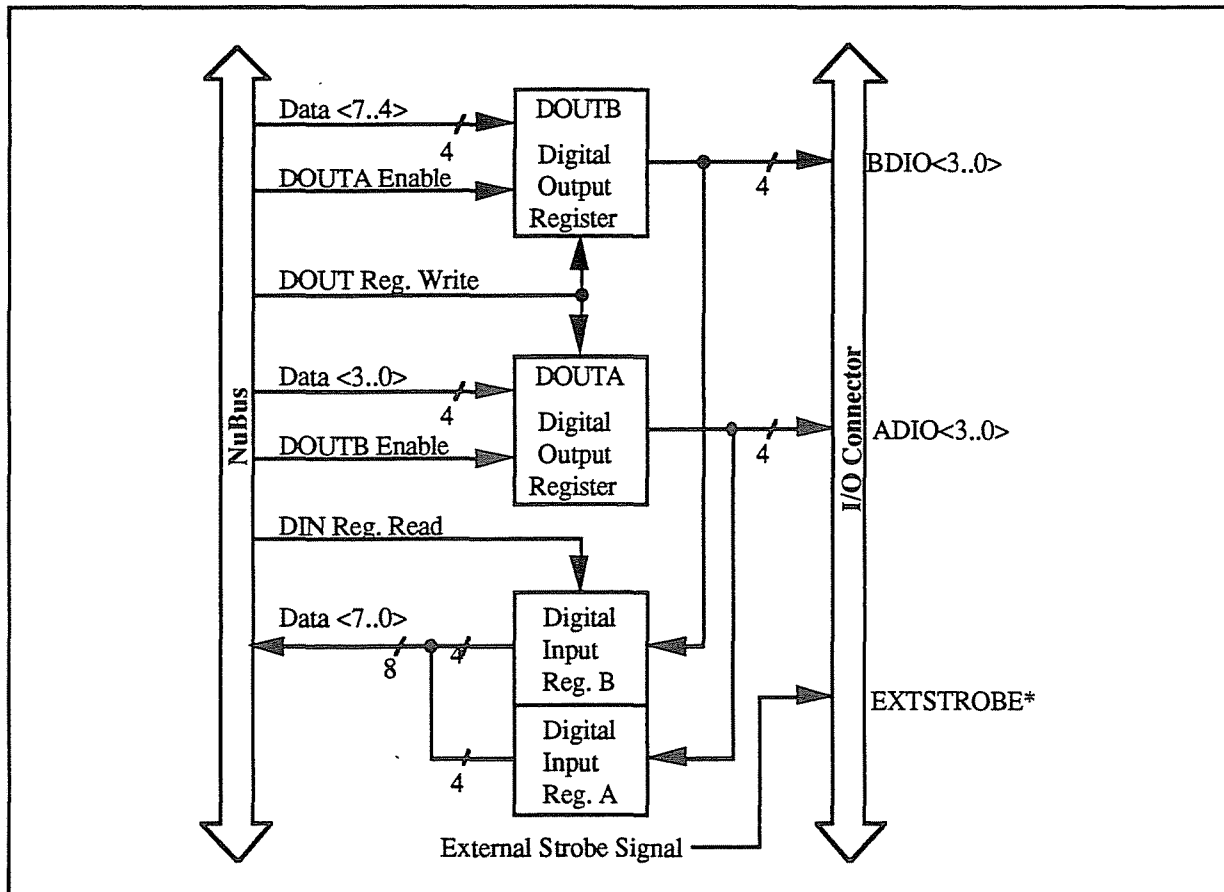 Data <7..4>
4
DOUTA Enable
DOUTB
Digital
Output
Register
4
BDIO<3..0>
DOUT Reg. Write
NuBus
Data <3..0>
4
DOUTB Enable
DOUTA
Digital
Output
Register
4
ADIO<3..0>
I/O Connector
DIN Reg. Read
Data <7..0>
8
4
Digital
Input
Reg. B
4
Digital
Input
Reg. A
EXTSTROBE*
External Strobe Signal